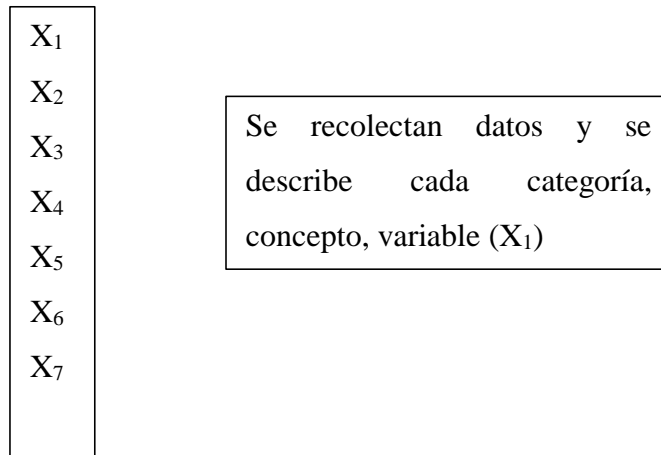 X₁
X₂
X₃
X₄
X₅
X₆
X₇
Se recolectan datos y se
describe cada categoría,
concepto, variable (X₁)